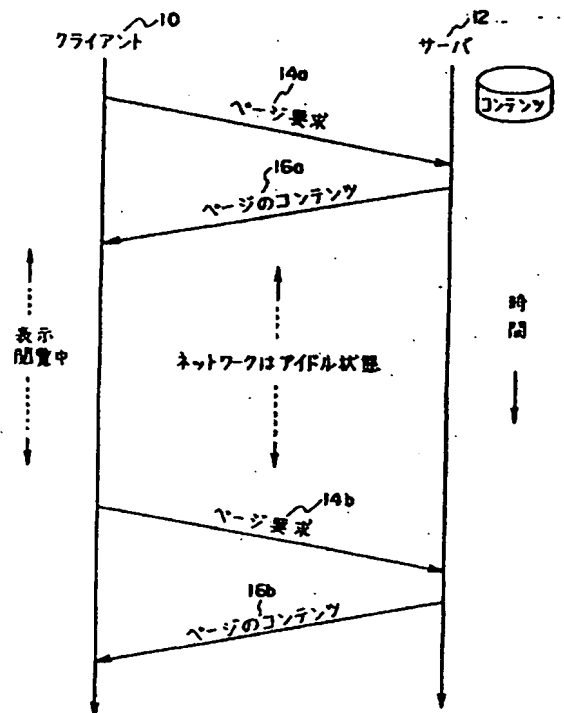 10
クライアント
12
サーバ
コンテンツ
14a
ページ要求
16a
ページのコンテンツ
表示
閲覧中
ネットワークはアイドル状態
時
間
14b
ページ要求
16b
ページのコンテンツ